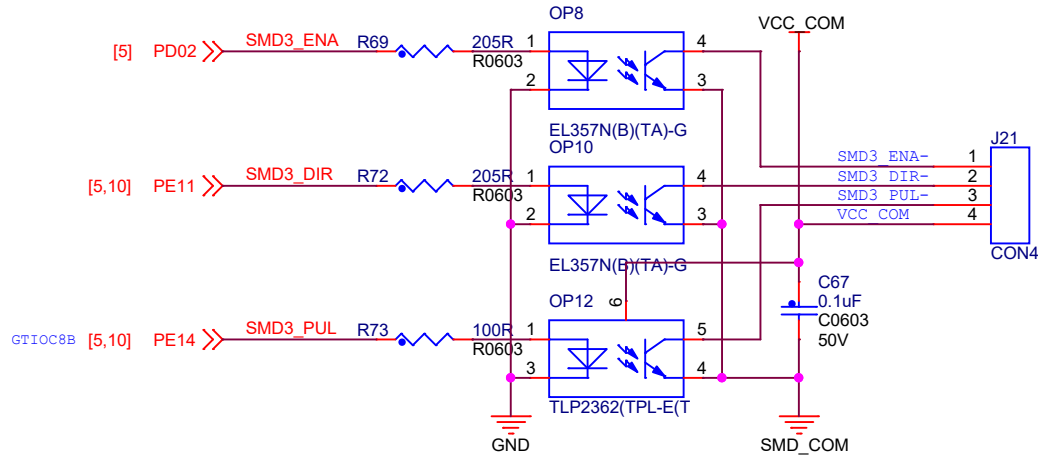 OP8
VCC_COM
[5] PD02 SMD3_ENA R69 205R 1 4
R0603
2 3
EL357N(B)(TA)-G
OP10
J21
SMD3_ENA- 1
[5,10] PE11 SMD3_DIR R72 205R 1 4 SMD3_DIR- 2
R0603
SMD3_PUL- 3
2 3 VCC_COM 4
CON4
EL357N(B)(TA)-G
OP12 6
C67
0.1uF
C0603
50V
GTIOC8B [5,10] PE14 SMD3_PUL R73 100R 1 5
R0603
3 4
TLP2362(TPL-E(T
GND
SMD_COM